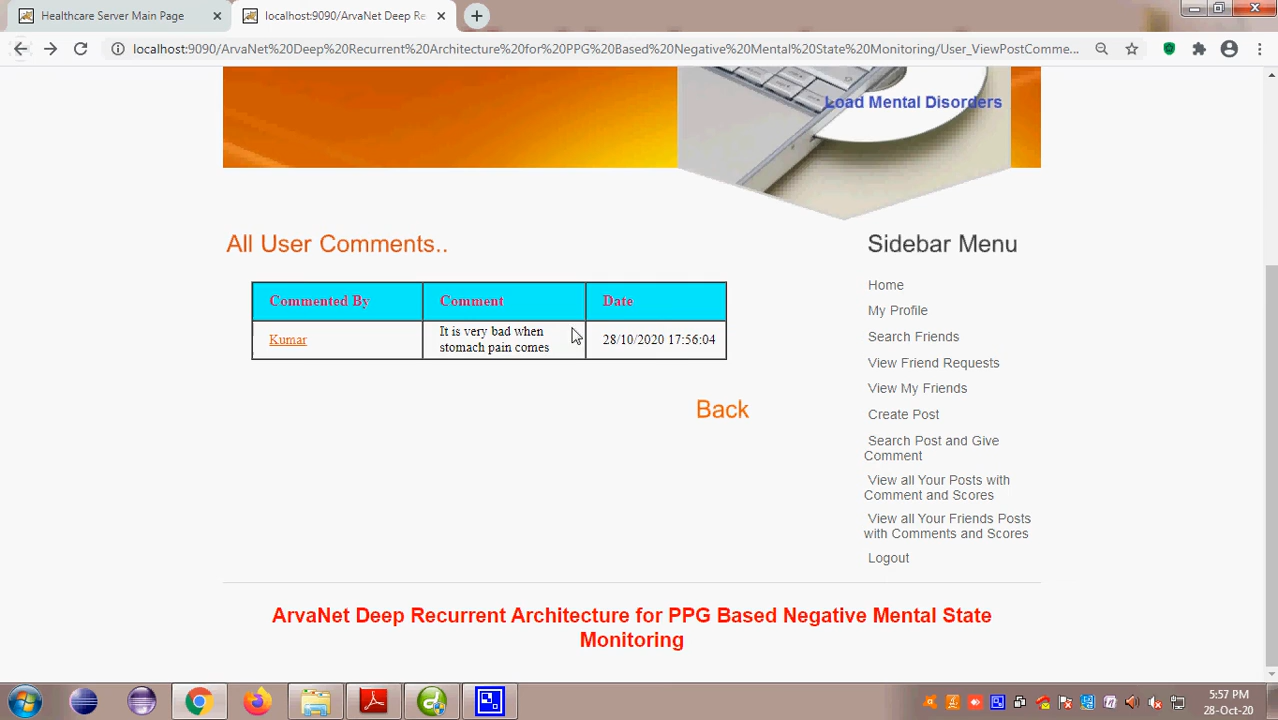 Healthcare Server Main Page
localhost:9090/ArvaNet Deep Re
localhost:9090/ArvaNet%20Deep%20Recurrent%20Architecture%20for%20PPG%20Based%20Negative%20Mental%20State%20Monitoring/User_ViewPostComme...
Load Mental Disorders
All User Comments..
Commented By Comment Date
Kumar It is very bad when stomach pain comes 28/10/2020 17:56:04
Back
Sidebar Menu
Home
My Profile
Search Friends
View Friend Requests
View My Friends
Create Post
Search Post and Give
Comment
View all Your Posts with
Comment and Scores
View all Your Friends Posts
with Comments and Scores
Logout
ArvaNet Deep Recurrent Architecture for PPG Based Negative Mental State
Monitoring
5:57 PM
28-Oct-20